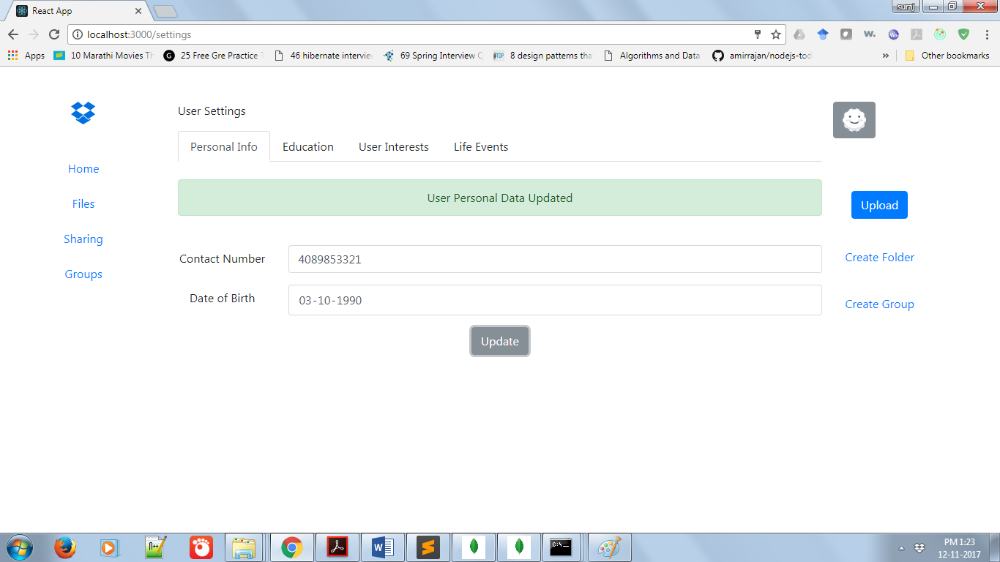 React App
suraj
localhost:3000/settings
Apps 10 Marathi Movies Th 25 Free Gre Practice T 46 hibernate interview 69 Spring Interview Q 8 design patterns tha Algorithms and Data amirrajan/nodejs-tod » Other bookmarks
User Settings
Personal Info Education User Interests Life Events
Home
User Personal Data Updated
Files
Upload
Sharing
Contact Number 4089853321
Create Folder
Groups
Date of Birth 03-10-1990
Create Group
Update
PM 1:23
12-11-2017